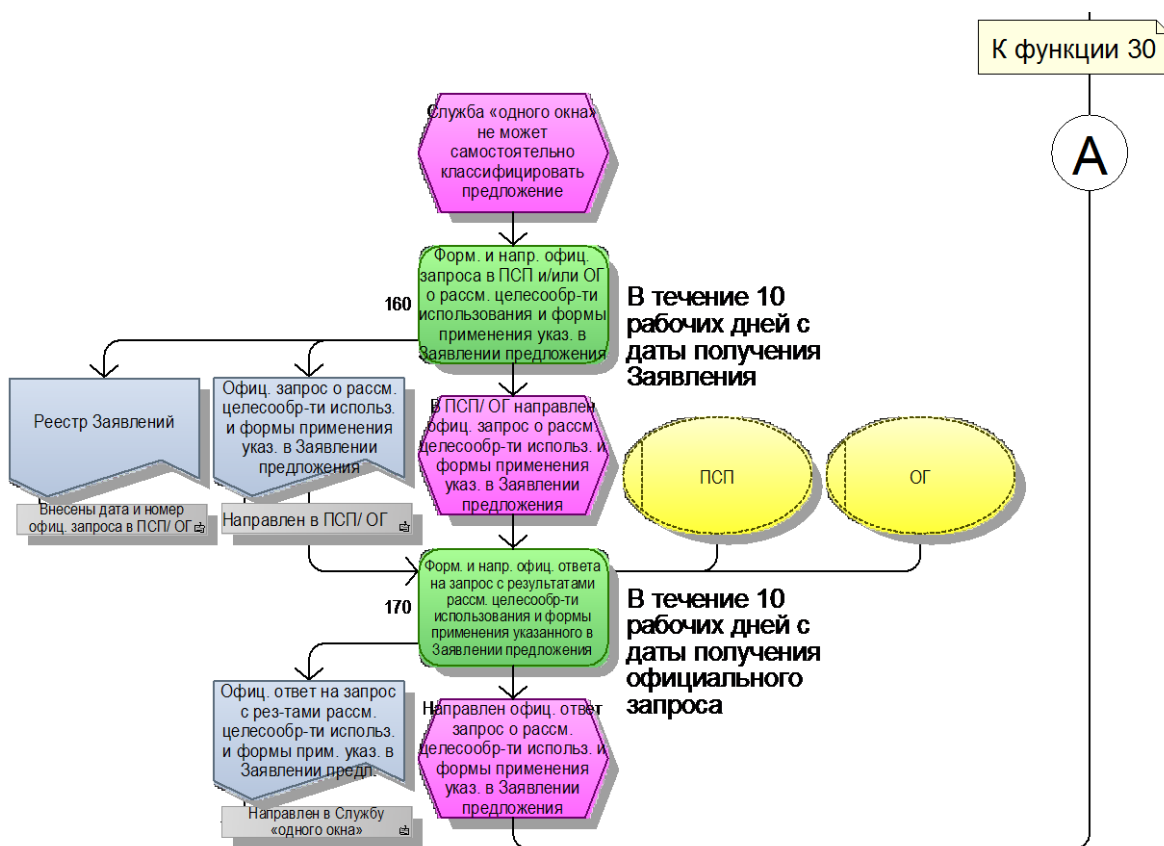 К функции 30
А
Служба «одного окна»
не может
самостоятельно
классифицировать
предложение
160
Форм. и напр. офиц.
запроса в ПСП и/или ОГ
о рассм. целесообр-ти
использования и формы
применения указ. в
Заявлении предложения
В течение 10
рабочих дней с
даты получения
Заявления
Реестр Заявлений
Внесены дата и номер
офиц. запроса в ПСП/ ОГ
Офиц. запрос о рассм.
целесообр-ти использ.
и формы применения
указ. в Заявлении
предложения
Направлен в ПСП/ ОГ
В ПСП/ ОГ направлен
офиц. запрос о рассм.
целесообр-ти использ. и
формы применения
указ. в Заявлении
предложения
ПСП
ОГ
170
Форм. и напр. офиц. ответа
на запрос с результатами
рассм. целесообр-ти
использования и формы
применения указанного в
Заявлении предложения
В течение 10
рабочих дней с
даты получения
официального
запроса
Офиц. ответ на запрос
с рез-тами рассм.
целесообр-ти использ.
и формы прим. указ. в
Заявлении предл.
Направлен в Службу
«одного окна»
Направлен офиц. ответ
запрос о рассм.
целесообр-ти использ. и
формы применения
указ. в Заявлении
предложения